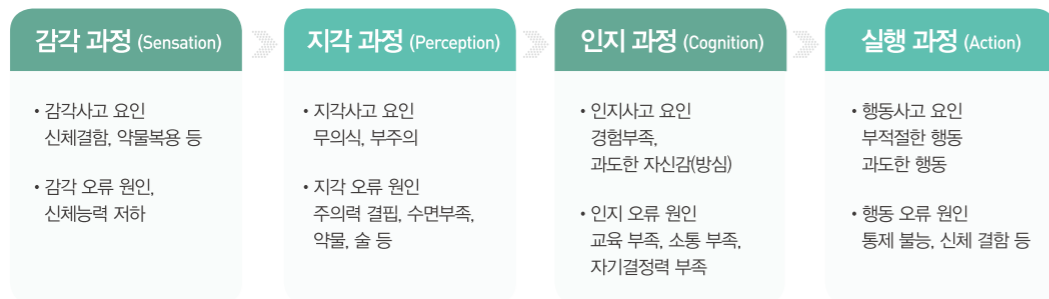 감각 과정 (Sensation)
• 감각사고 요인
신체결함, 약물복용 등
• 감각 오류 원인,
신체능력 저하
지각 과정 (Perception)
• 지각사고 요인
무의식, 부주의
• 지각 오류 원인
주의력 결핍, 수면부족,
약물, 술 등
인지 과정 (Cognition)
• 인지사고 요인
경험부족,
과도한 자신감(방심)
• 인지 오류 원인
교육 부족, 소통 부족,
자기결정력 부족
실행 과정 (Action)
• 행동사고 요인
부적절한 행동
과도한 행동
• 행동 오류 원인
통제 불능, 신체 결함 등